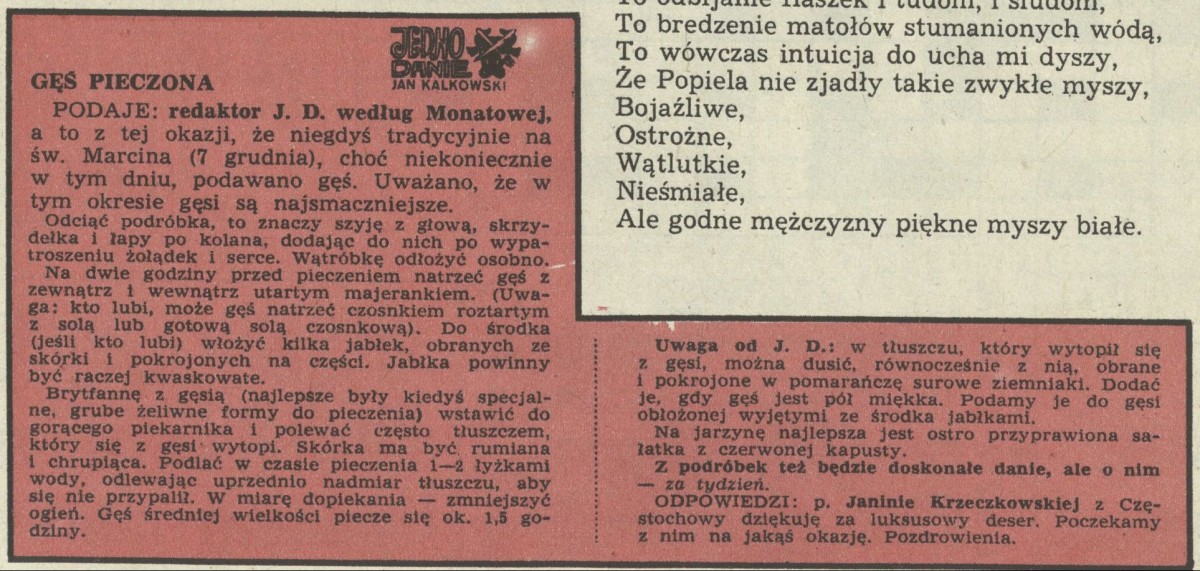 JEDNO
DANIE
JAN KALKOWSKI
GĘŚ PIECZONA
PODAJE: redaktor J. D. według Monatowej,
a to z tej okazji, że niegdyś tradycyjnie na
św. Marcina (7 grudnia), choć niekoniecznie
w tym dniu, podawano gęś. Uważano, że w
tym okresie gęsi są najsmaczniejsze.
Odciąć podróbka, to znaczy szyję z głową, skrzy-
dełka i łapy po kolana, dodając do nich po wypa-
troszeniu żołądek i serce. Wątróbkę odłożyć osobno.
Na dwie godziny przed pieczeniem natrzeć gęś z
zewnątrz i wewnątrz utartym majerankiem. (Uwa-
ga: kto lubi, może gęś natrzeć czosnkiem roztartym
z solą lub gotową solą czosnkową). Do środka
(jeśli kto lubi) włożyć kilka jabłek, obranych ze
skórki i pokrojonych na części. Jabłka powinny
być raczej kwaskowate.
Brytfannę z gęsią (najlepsze były kiedyś specjal-
ne, grube żeliwne formy do pieczenia) wstawić do
gorącego piekarnika i polewać często tłuszczem,
który się z gęsi wytopi. Skórka ma być rumiana
i chrupiąca. Podlać w czasie pieczenia 1—2 łyżkami
wody, odlewając uprzednio nadmiar tłuszczu, aby
się nie przypalił. W miarę dopiekania — zmniejszyć
ogień. Gęś średniej wielkości piecze się ok. 1,5 go-
dziny.
Uwaga od J. D.: w tłuszczu, który wytopił się
z gęsi, można dusić, równocześnie z nią, obrane
i pokrojone w pomarańczę surowe ziemniaki. Dodać
je, gdy gęś jest pół miękka. Podamy je do gęsi
obłożonej wyjętymi ze środka jabłkami.
Na jarzynę najlepsza jest ostro przyprawiona sa-
łatka z czerwonej kapusty.
Z podróbek też będzie doskonałe danie, ale o nim
— za tydzień.
ODPOWIEDZI: p. Janinie Krzeczkowskiej z Czę-
stochowy dziękuję za luksusowy deser. Poczekamy
z nim na jakąś okazję. Pozdrowienia.
To odbijanie flaszek i tudom, i siudom,
To bredzenie matołów stumanionych wódą,
To wówczas intuicja do ucha mi dyszy,
Że Popiela nie zjadły takie zwykłe myszy,
Bojaźliwe,
Ostrożne,
Wątlutkie,
Nieśmiałe,
Ale godne mężczyzny piękne myszy białe.